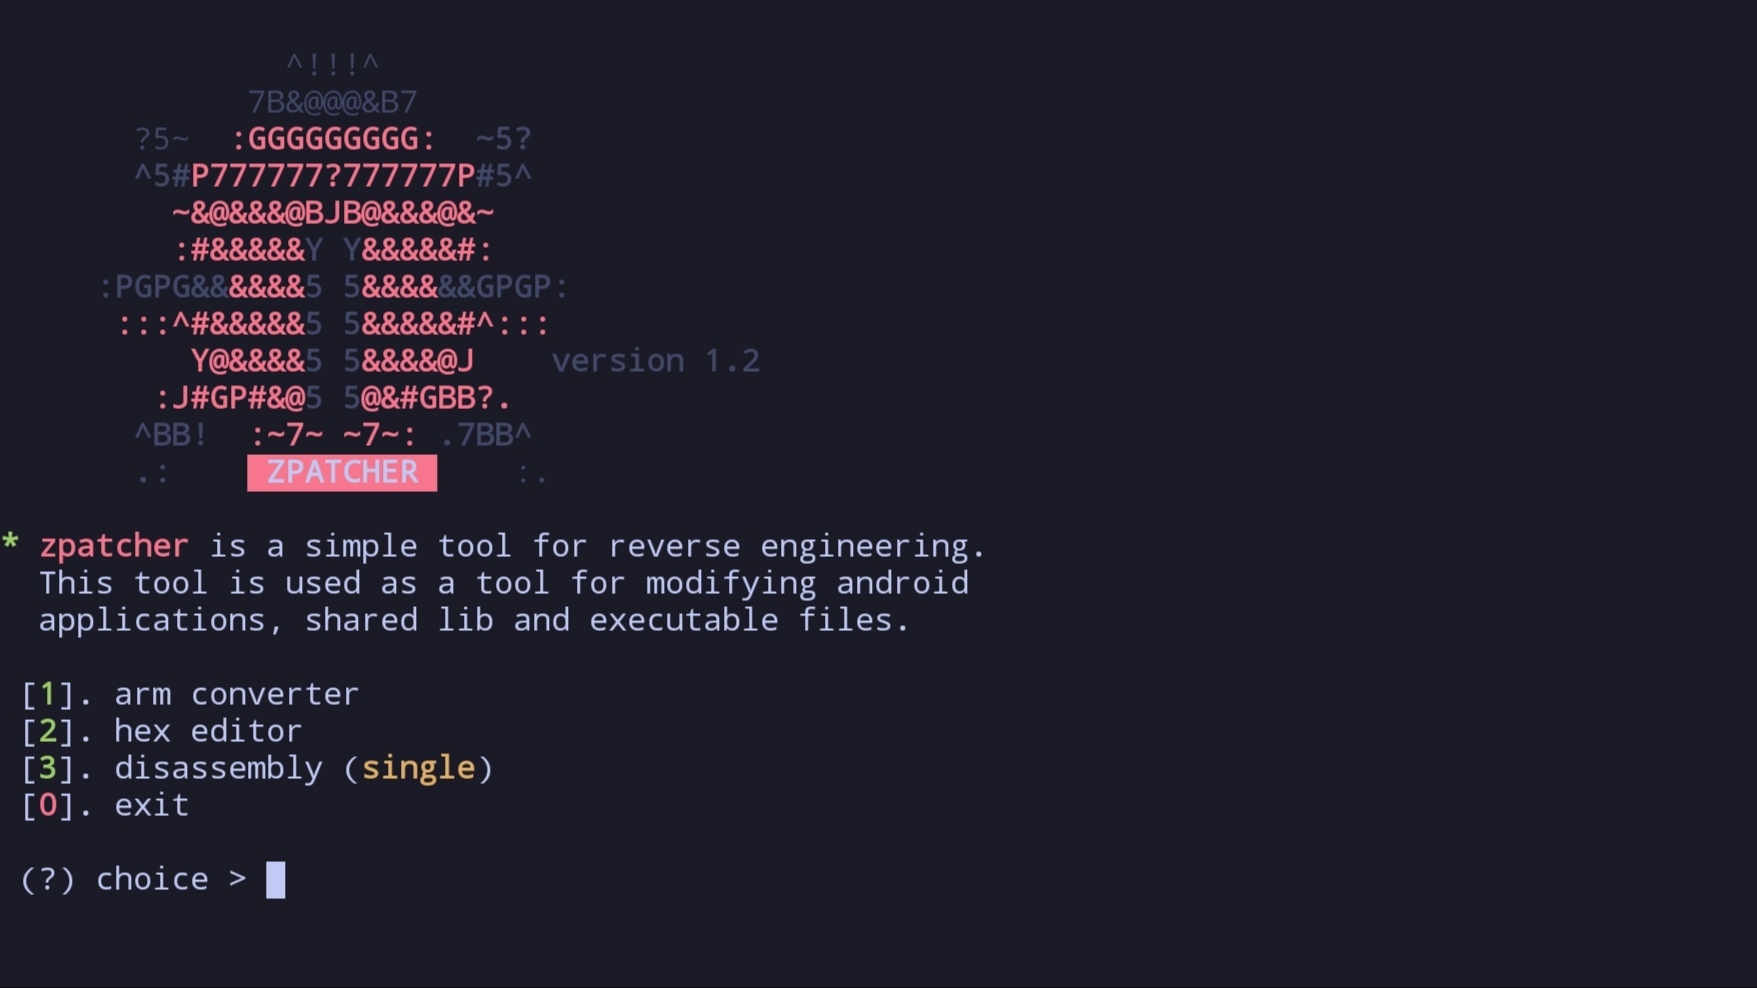 ^!!!^
7B&@@@&B7
?5~  :GGGGGGGGG:  ~5?
^5#P777777?777777P#5^
~&@&&&@BJB@&&&@&~
:#&&&&&Y Y&&&&&#:
:PGPG&&&&&&5 5&&&&&&GPGP:
:::^#&&&&&5 5&&&&&#^:::
Y@&&&&5 5&&&&@J    version 1.2
:J#GP#&@5 5@&#GBB?.
^BB!  :~7~ ~7~: .7BB^
.:    ZPATCHER    :.
* zpatcher is a simple tool for reverse engineering.
This tool is used as a tool for modifying android
applications, shared lib and executable files.
[1]. arm converter
[2]. hex editor
[3]. disassembly (single)
[0]. exit
(?) choice >